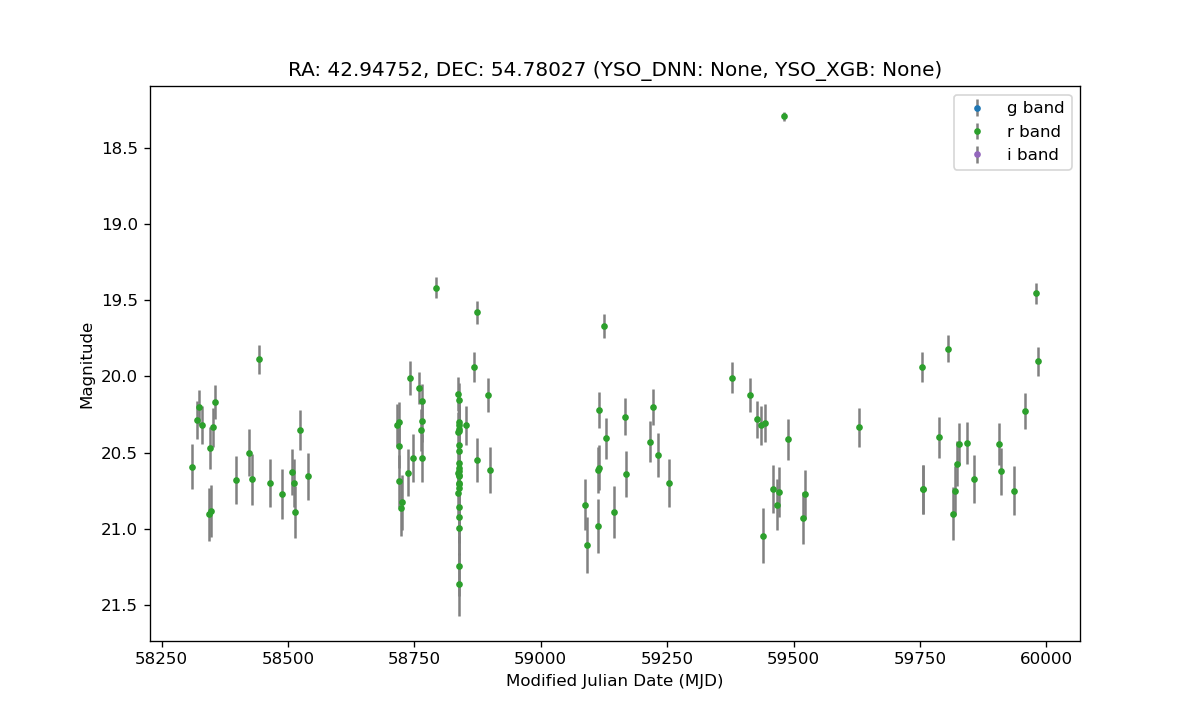 RA: 42.94752, DEC: 54.78027 (YSO_DNN: None, YSO_XGB: None)
g band
r band
i band
18.5
19.0
19.5
20.0
20.5
21.0
21.5
Magnitude
58250 58500 58750 59000 59250 59500 59750 60000
Modified Julian Date (MJD)